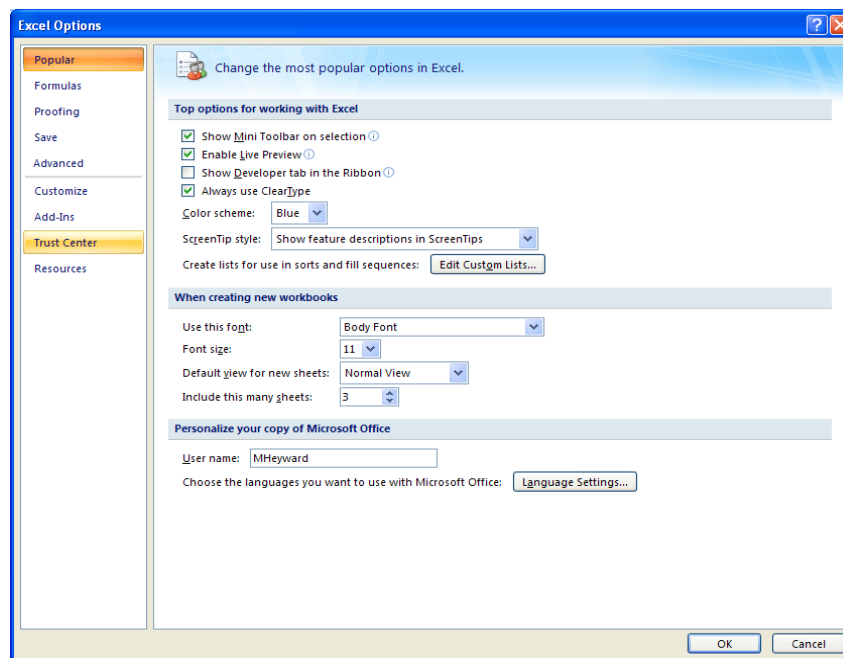 Excel Options
Popular
Formulas
Proofing
Save
Advanced
Customize
Add-Ins
Trust Center
Resources
Change the most popular options in Excel.
Top options for working with Excel
Show Mini Toolbar on selection
Enable Live Preview
Show Developer tab in the Ribbon
Always use ClearType
Color scheme: Blue
ScreenTip style: Show feature descriptions in ScreenTips
Create lists for use in sorts and fill sequences: Edit Custom Lists...
When creating new workbooks
Use this font: Body Font
Font size: 11
Default view for new sheets: Normal View
Include this many sheets: 3
Personalize your copy of Microsoft Office
User name: MHeyward
Choose the languages you want to use with Microsoft Office: Language Settings...
OK Cancel